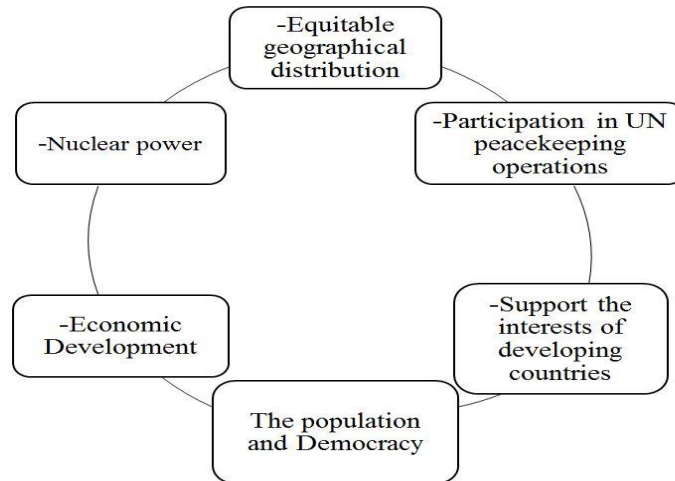 -Equitable
geographical
distribution
-Participation in UN
peacekeeping
operations
-Support the
interests of
developing
countries
The population
and Democracy
-Economic
Development
-Nuclear power